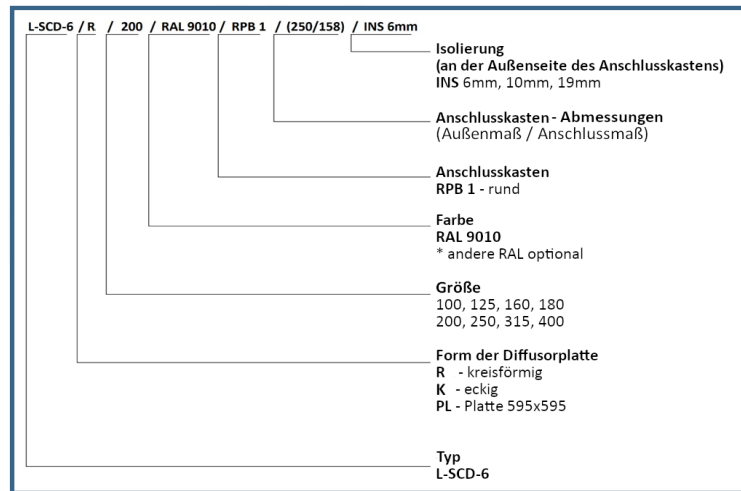 L-SCD-6 / R / 200 / RAL 9010 / RPB 1 / (250/158) / INS 6mm
Isolierung
(an der Außenseite des Anschlusskastens)
INS 6mm, 10mm, 19mm
Anschlusskasten - Abmessungen
(Außenmaß / Anschlussmaß)
Anschlusskasten
RPB 1 - rund
Farbe
RAL 9010
* andere RAL optional
Größe
100, 125, 160, 180
200, 250, 315, 400
Form der Diffusorplatte
R - kreisförmig
K - eckig
PL - Platte 595x595
Typ
L-SCD-6